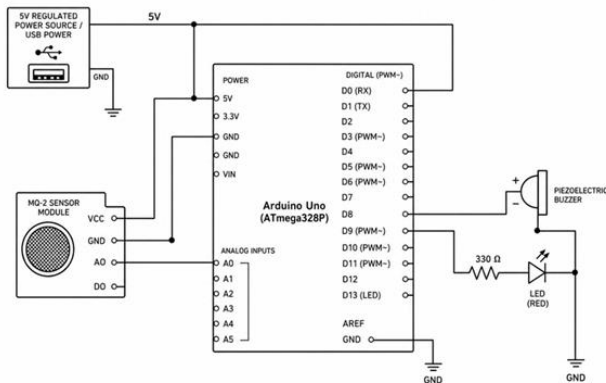 5V REGULATED
POWER SOURCE /
USB POWER
GND
5V
POWER
5V
3.3V
GND
GND
VIN
Arduino Uno
(ATmega328P)
ANALOG INPUTS
A0
A1
A2
A3
A4
A5
DIGITAL (PWM~)
D0 (RX)
D1 (TX)
D2
D3 (PWM~)
D4
D5 (PWM~)
D6 (PWM~)
D7
D8
D9 (PWM~)
D10 (PWM~)
D11 (PWM~)
D12
D13 (LED)
AREF
GND
GND
MQ-2 SENSOR
MODULE
VCC
GND
AO
DO
+
−
PIEZOELECTRIC
BUZZER
330 Ω
LED
(RED)
GND